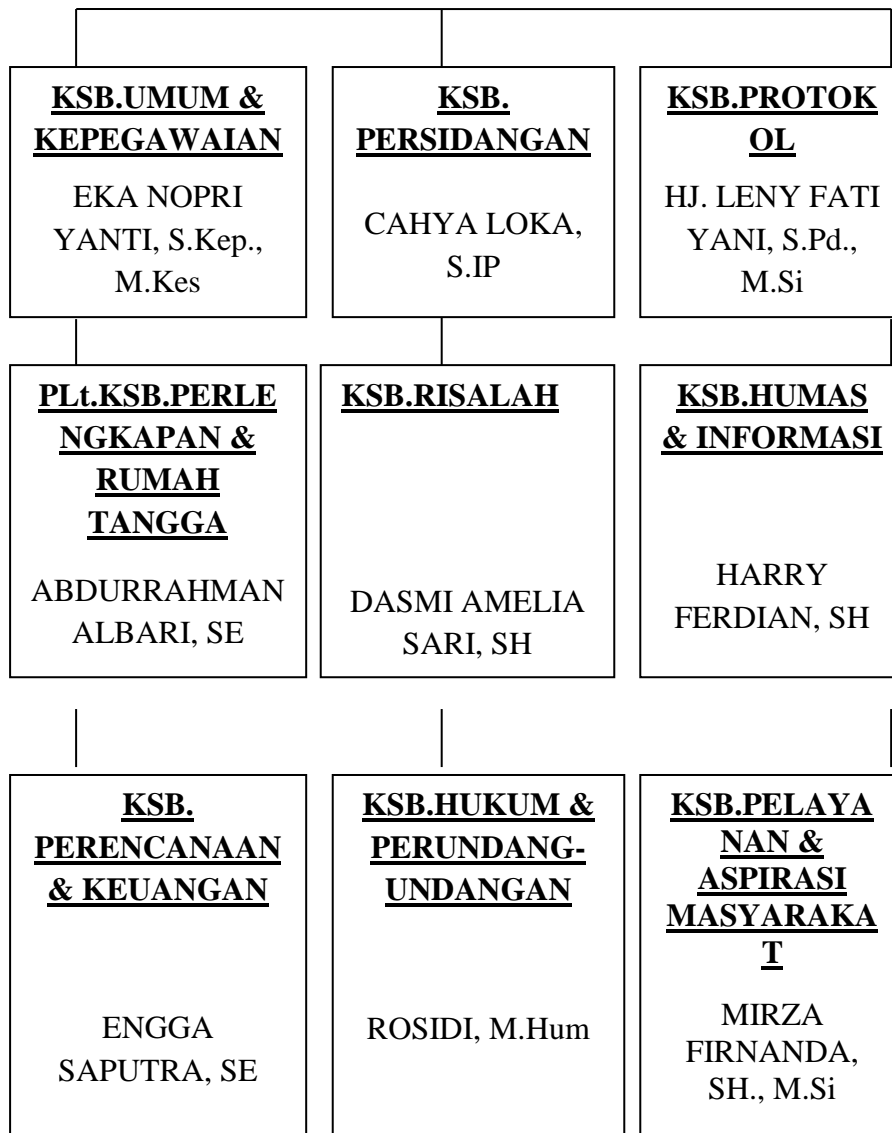 KSB.UMUM &
KEPEGAWAIAN
EKA NOPRI
YANTI, S.Kep.,
M.Kes
KSB.
PERSIDANGAN
CAHYA LOKA,
S.IP
KSB.PROTOK
OL
HJ. LENY FATI
YANI, S.Pd.,
M.Si
PLt.KSB.PERLE
NGKAPAN &
RUMAH
TANGGA
ABDURRAHMAN
ALBARI, SE
KSB.RISALAH
DASMI AMELIA
SARI, SH
KSB.HUMAS
& INFORMASI
HARRY
FERDIAN, SH
KSB.
PERENCANAAN
& KEUANGAN
ENGGA
SAPUTRA, SE
KSB.HUKUM &
PERUNDANG-
UNDANGAN
ROSIDI, M.Hum
KSB.PELAYA
NAN &
ASPIRASI
MASYARAKA
T
MIRZA
FIRNANDA,
SH., M.Si